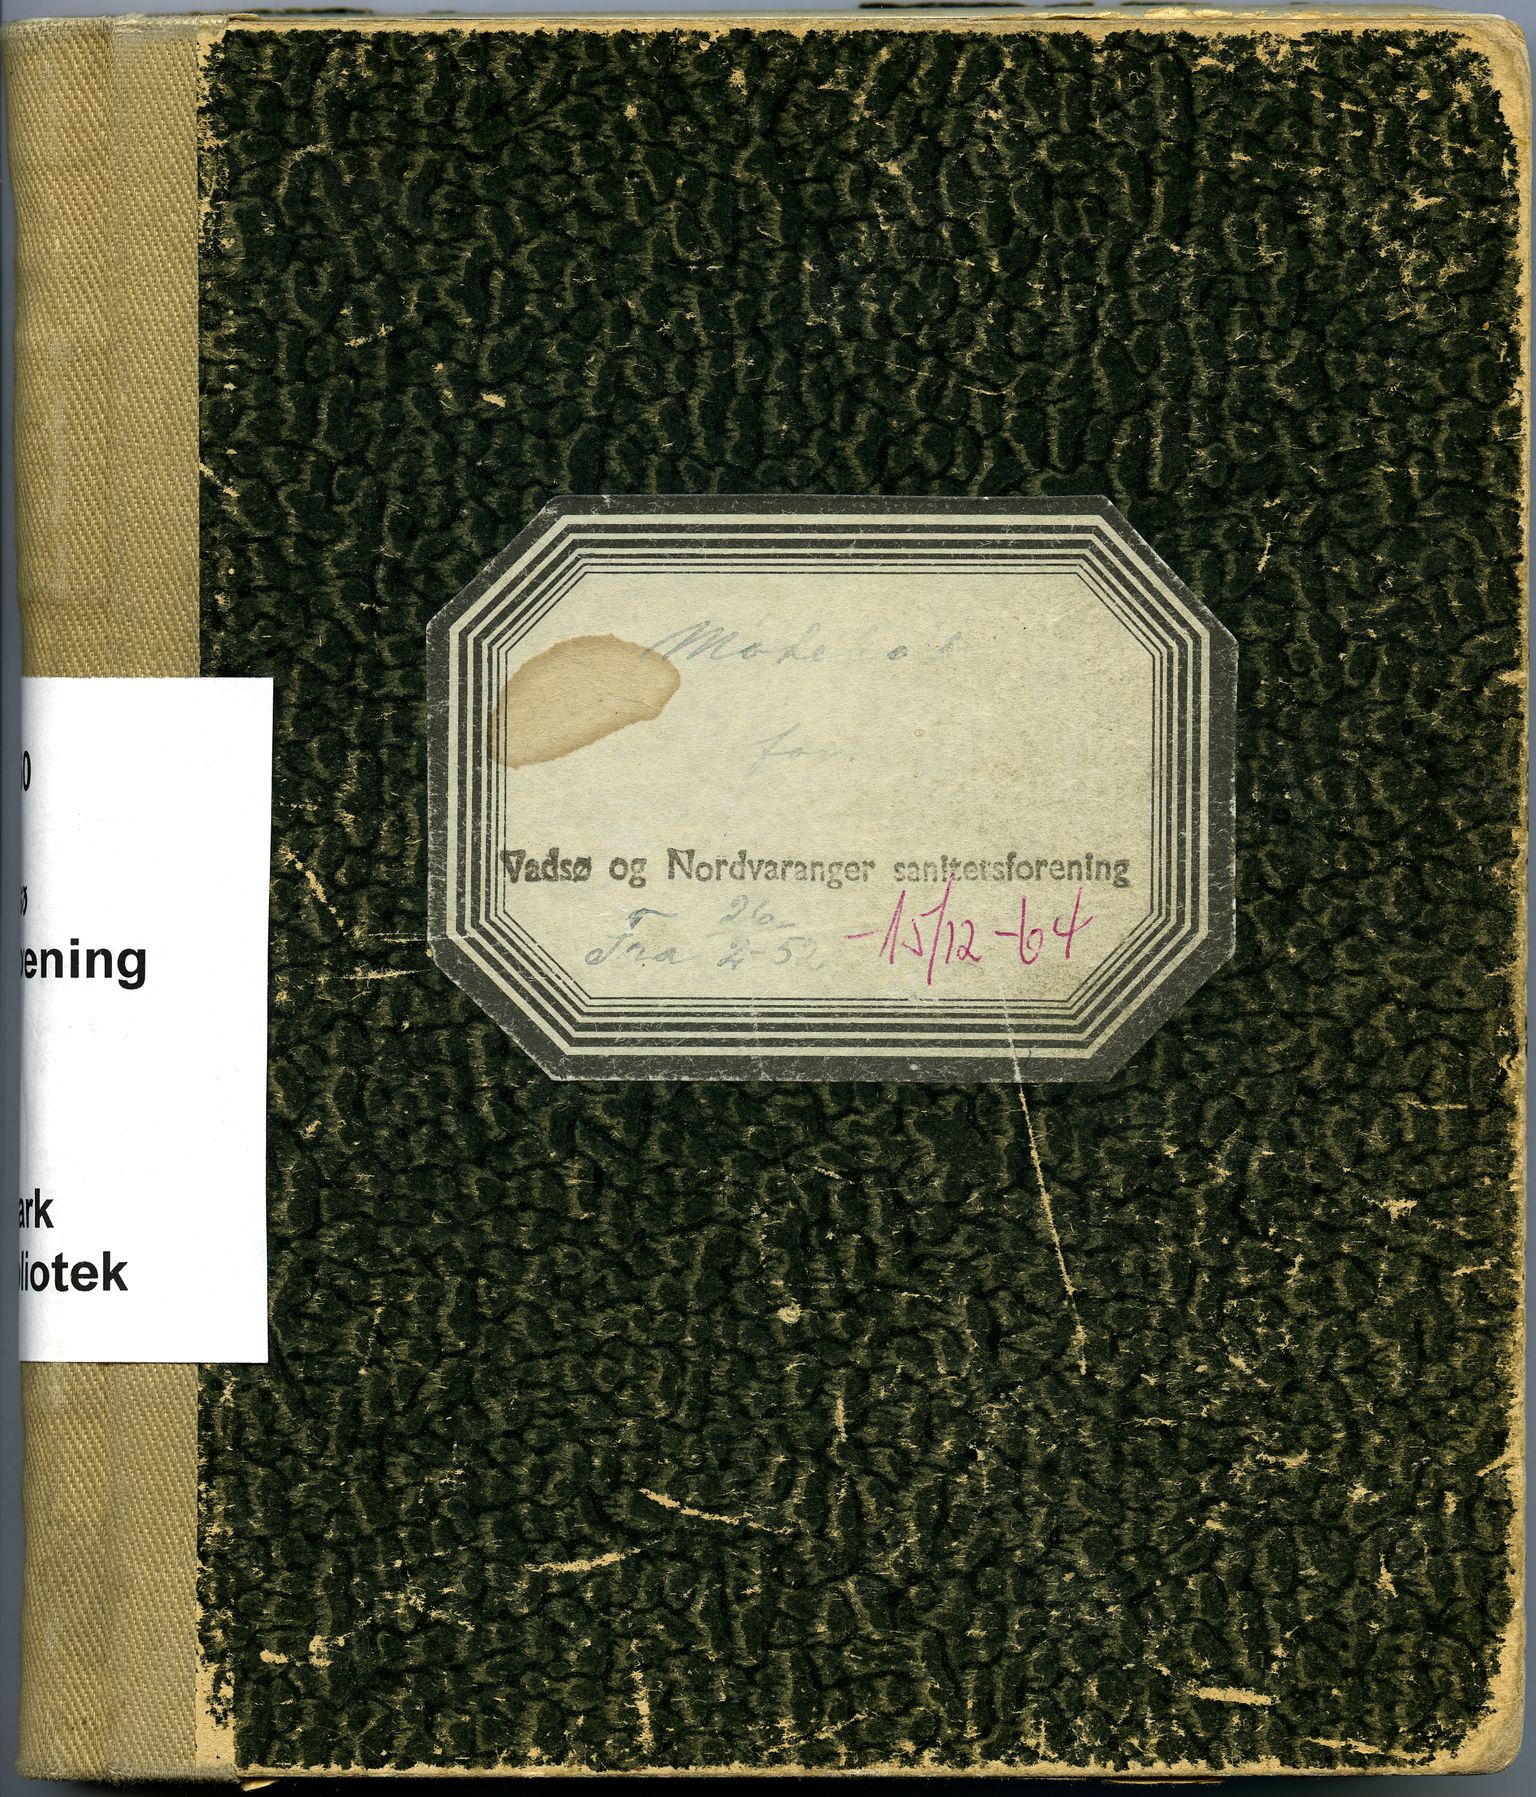 Møtebok
for
Vadsø og Nordvaranger sanitetsforening
Fra 26/2-52, -15/12-64
ening
ark
liotek